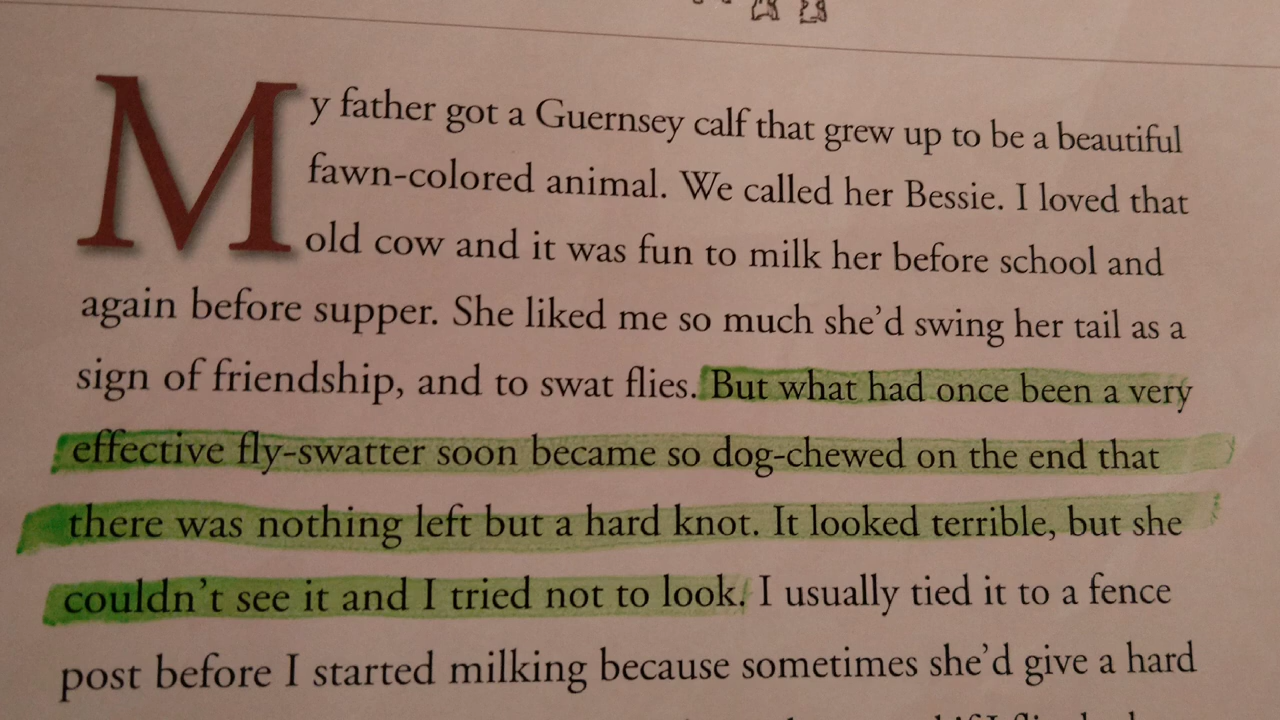 My father got a Guernsey calf that grew up to be a beautiful
fawn-colored animal. We called her Bessie. I loved that
old cow and it was fun to milk her before school and
again before supper. She liked me so much she’d swing her tail as a
sign of friendship, and to swat flies. But what had once been a very
effective fly-swatter soon became so dog-chewed on the end that
there was nothing left but a hard knot. It looked terrible, but she
couldn’t see it and I tried not to look. I usually tied it to a fence
post before I started milking because sometimes she’d give a hard